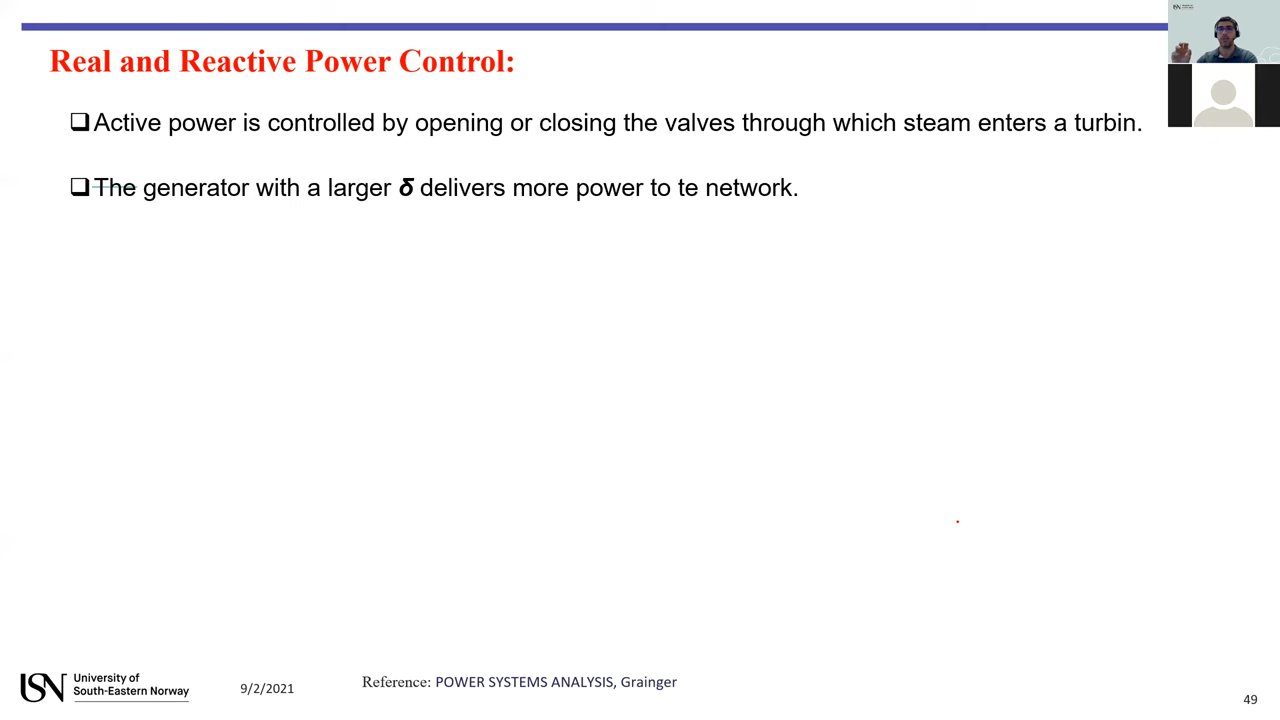 Real and Reactive Power Control:
❑Active power is controlled by opening or closing the valves through which steam enters a turbin.
❑The generator with a larger δ delivers more power to te network.
USN University of
South-Eastern Norway
9/2/2021
Reference: POWER SYSTEMS ANALYSIS, Grainger
49